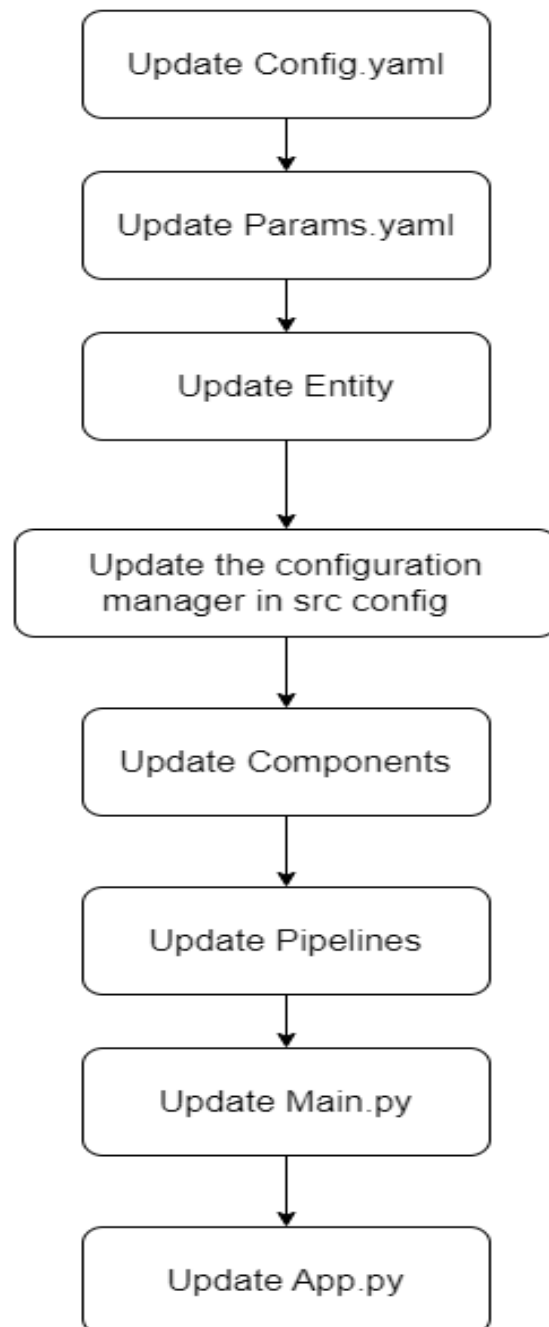 Update Config.yaml
Update Params.yaml
Update Entity
Update the configuration
manager in src config
Update Components
Update Pipelines
Update Main.py
Update App.py